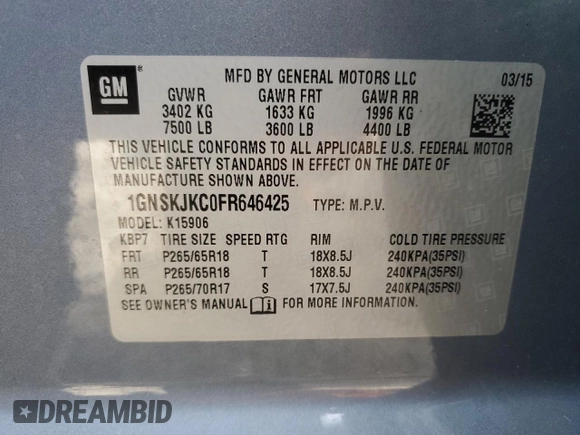 GM
®
MFD BY GENERAL MOTORS LLC 03/15
GVWR GAWR FRT GAWR RR
3402 KG 1633 KG 1996 KG
7500 LB 3600 LB 4400 LB
THIS VEHICLE CONFORMS TO ALL APPLICABLE U.S. FEDERAL MOTOR
VEHICLE SAFETY STANDARDS IN EFFECT ON THE DATE OF
MANUFACTURE SHOWN ABOVE.
1GNSKJKC0FR646425 TYPE: M.P.V.
MODEL: K15906
KBP7 TIRE SIZE SPEED RTG RIM COLD TIRE PRESSURE
FRT P265/65R18 T 18X8.5J 240KPA(35PSI)
RR P265/65R18 T 18X8.5J 240KPA(35PSI)
SPA P265/70R17 S 17X7.5J 240KPA(35PSI)
SEE OWNER'S MANUAL i FOR MORE INFORMATION.
DREAMBID